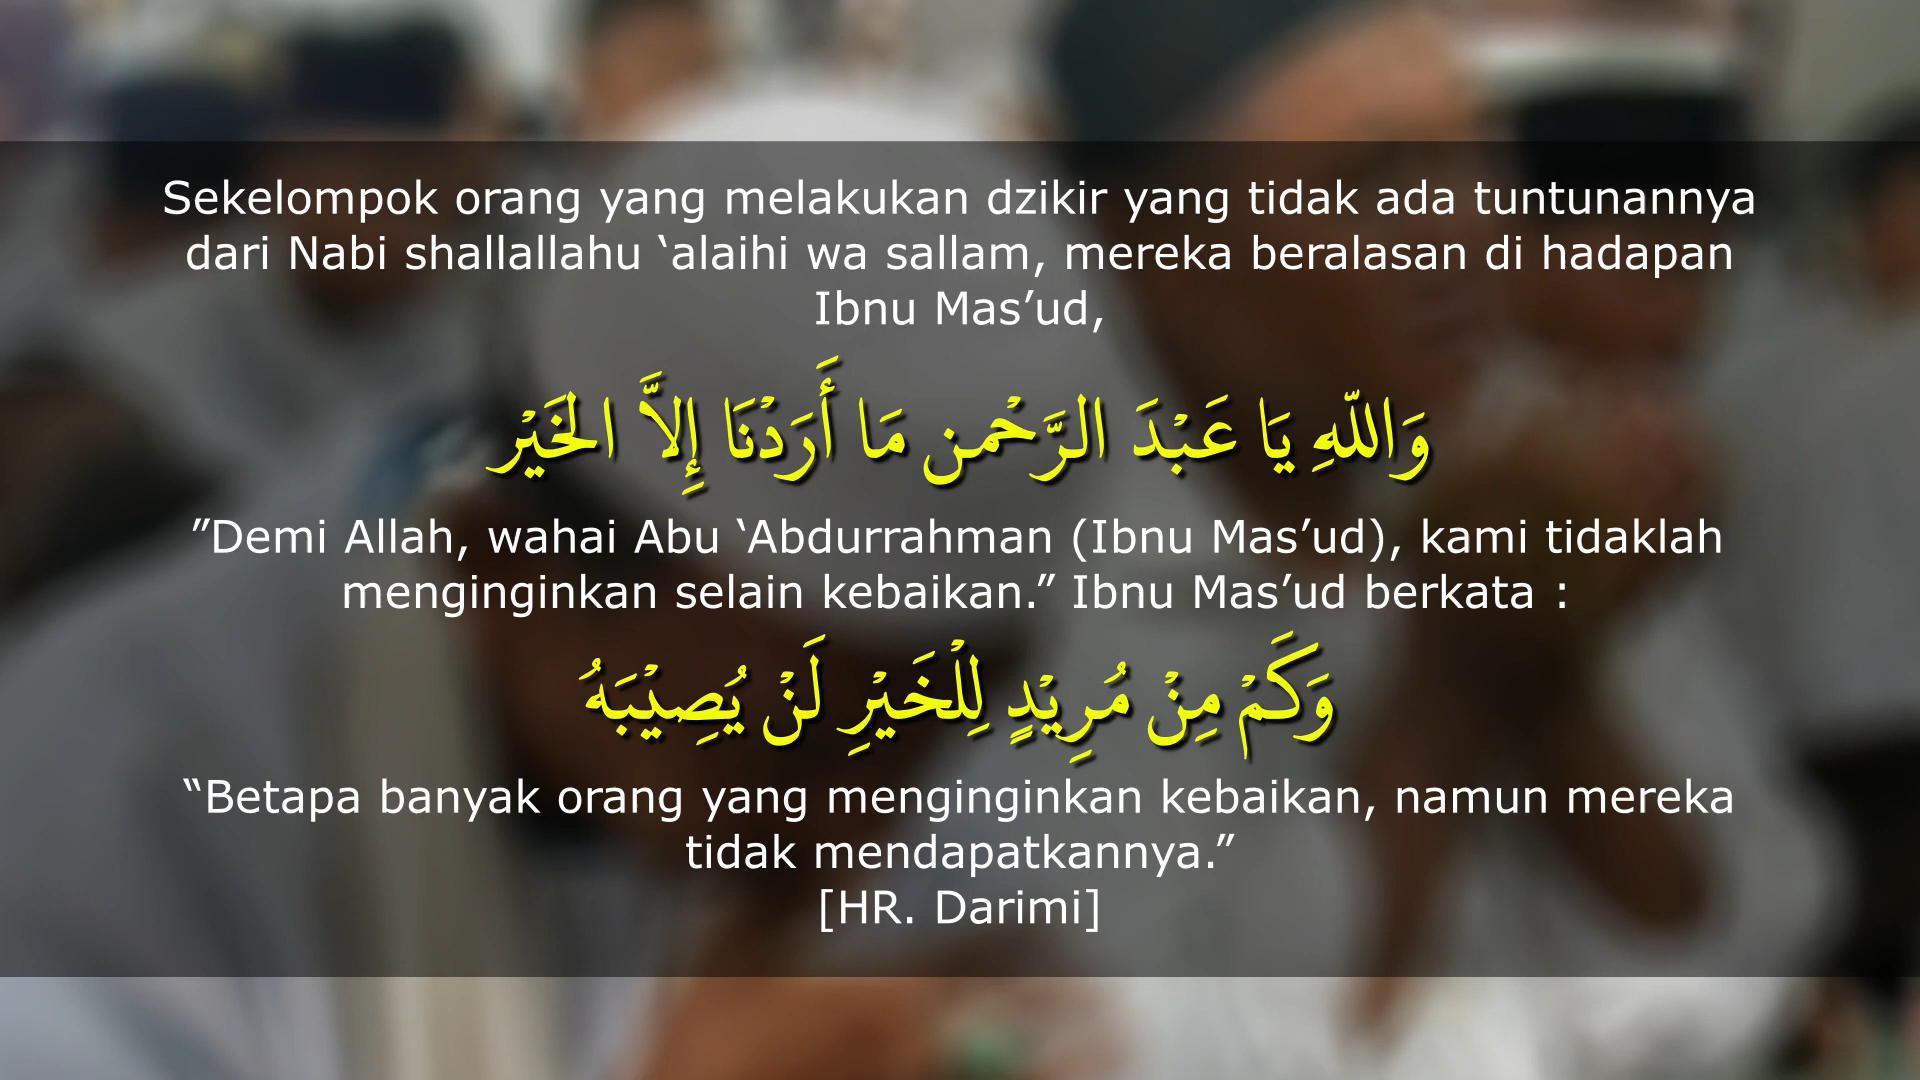 Sekelompok orang yang melakukan dzikir yang tidak ada tuntunannya
dari Nabi shallallahu ‘alaihi wa sallam, mereka beralasan di hadapan
Ibnu Mas’ud,
وَاللّهِ يَا عَبْدَ الرَّحْمن مَا أَرَدْنَا إِلاَّ الخَيْر
”Demi Allah, wahai Abu ‘Abdurrahman (Ibnu Mas’ud), kami tidaklah
menginginkan selain kebaikan.” Ibnu Mas’ud berkata :
وَكَمْ مِنْ مُرِيْدٍ لِلْخَيْرِ لَنْ يُصِيْبَهُ
“Betapa banyak orang yang menginginkan kebaikan, namun mereka
tidak mendapatkannya.”
[HR. Darimi]